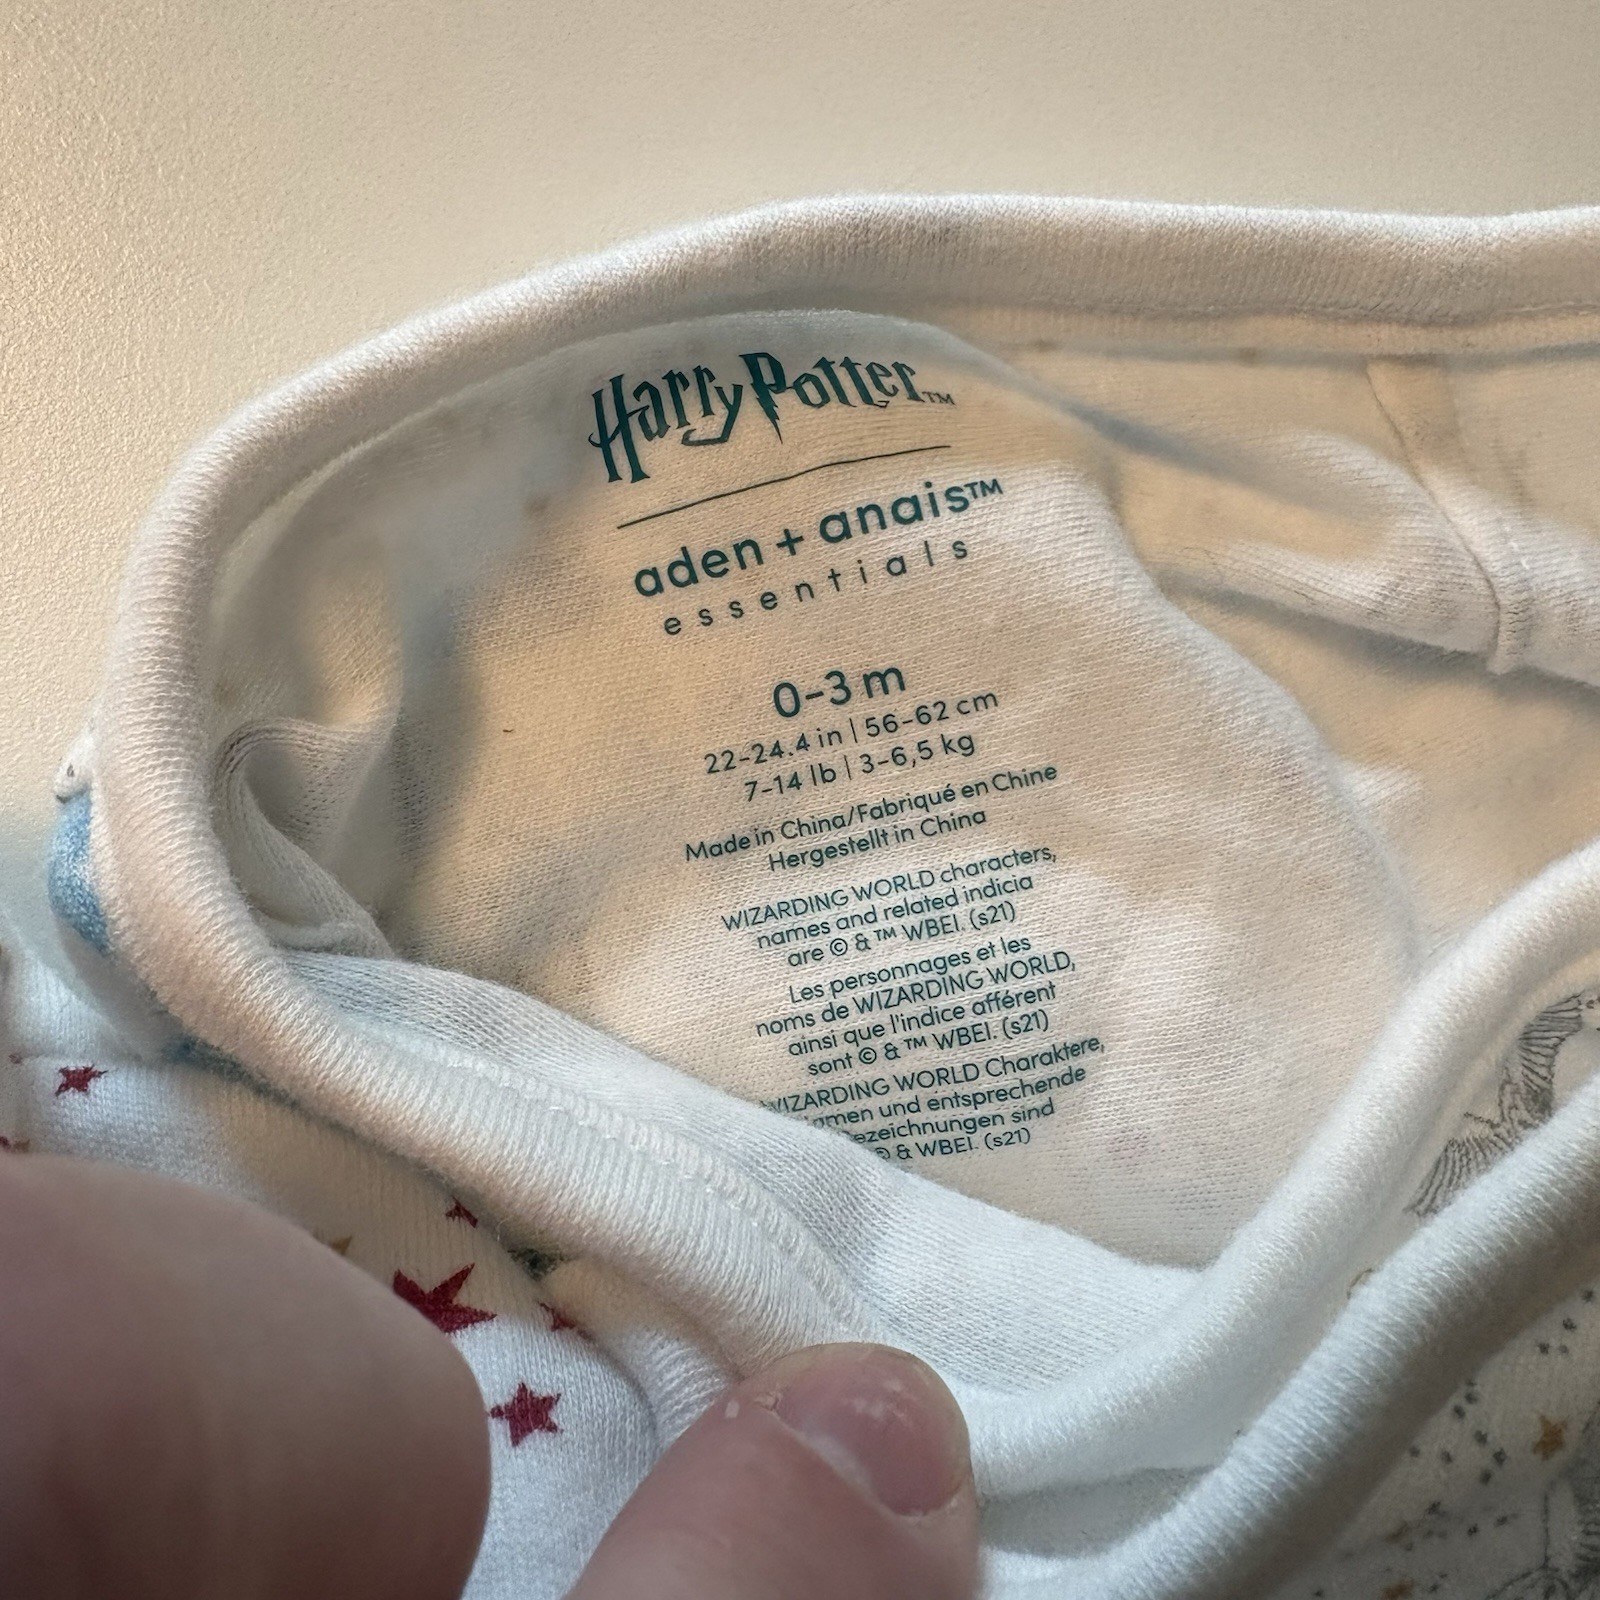 Harry Potter™
aden + anais™
essentials
0-3 m
22-24.4 in | 56-62 cm
7-14 lb | 3-6,5 kg
Made in China/Fabriqué en Chine
Hergestellt in China
WIZARDING WORLD characters,
names and related indicia
are © & ™ WBEI. (s21)
Les personnages et les
noms de WIZARDING WORLD,
ainsi que l'indice afférent
sont © & ™ WBEI. (s21)
WIZARDING WORLD Charaktere,
und entsprechende
sind
© & WBEI. (s21)